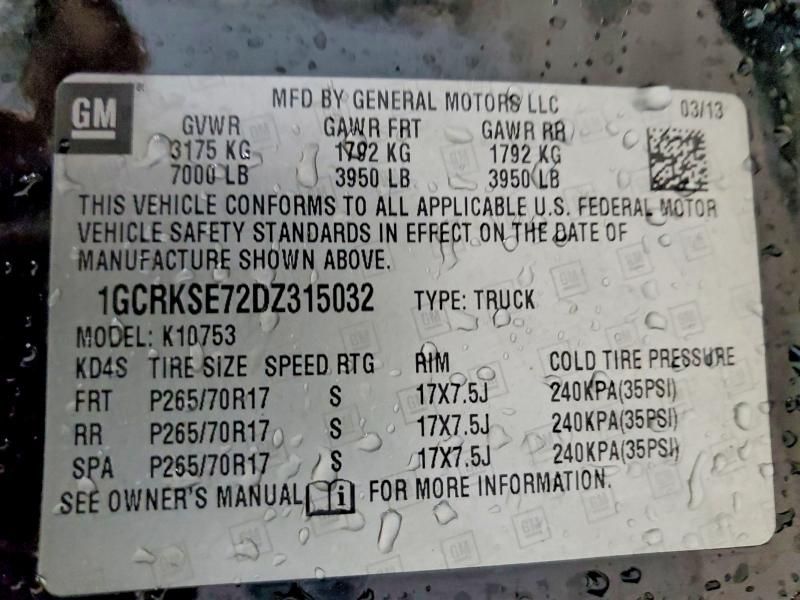 GM
MFD BY GENERAL MOTORS LLC 03/13
GVWR GAWR FRT GAWR RR
3175 KG 1792 KG 1792 KG
7000 LB 3950 LB 3950 LB
THIS VEHICLE CONFORMS TO ALL APPLICABLE U.S. FEDERAL MOTOR
VEHICLE SAFETY STANDARDS IN EFFECT ON THE DATE OF
MANUFACTURE SHOWN ABOVE.
1GCRKSE72DZ315032 TYPE: TRUCK
MODEL: K10753
KD4S TIRE SIZE SPEED RTG RIM COLD TIRE PRESSURE
FRT P265/70R17 S 17X7.5J 240KPA(35PSI)
RR P265/70R17 S 17X7.5J 240KPA(35PSI)
SPA P265/70R17 S 17X7.5J 240KPA(35PSI)
SEE OWNER'S MANUAL i FOR MORE INFORMATION.